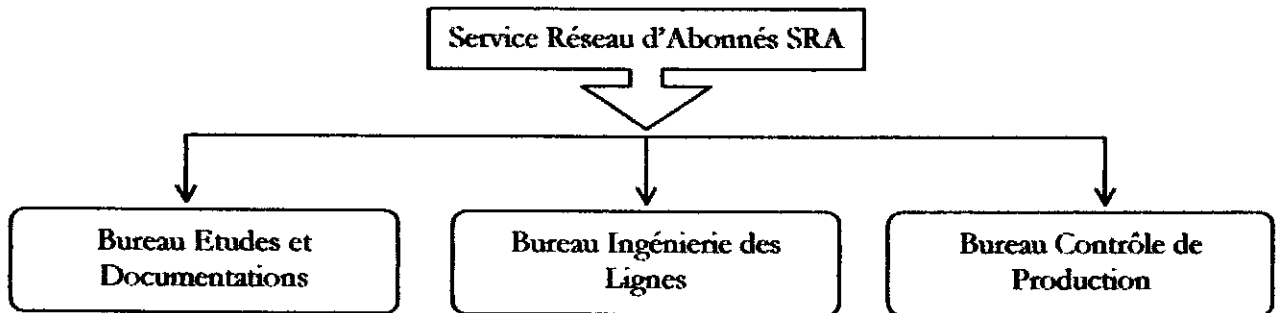 Service Réseau d'Abonnés SRA
Bureau Etudes et
Documentations
Bureau Ingénierie des
Lignes
Bureau Contrôle de
Production